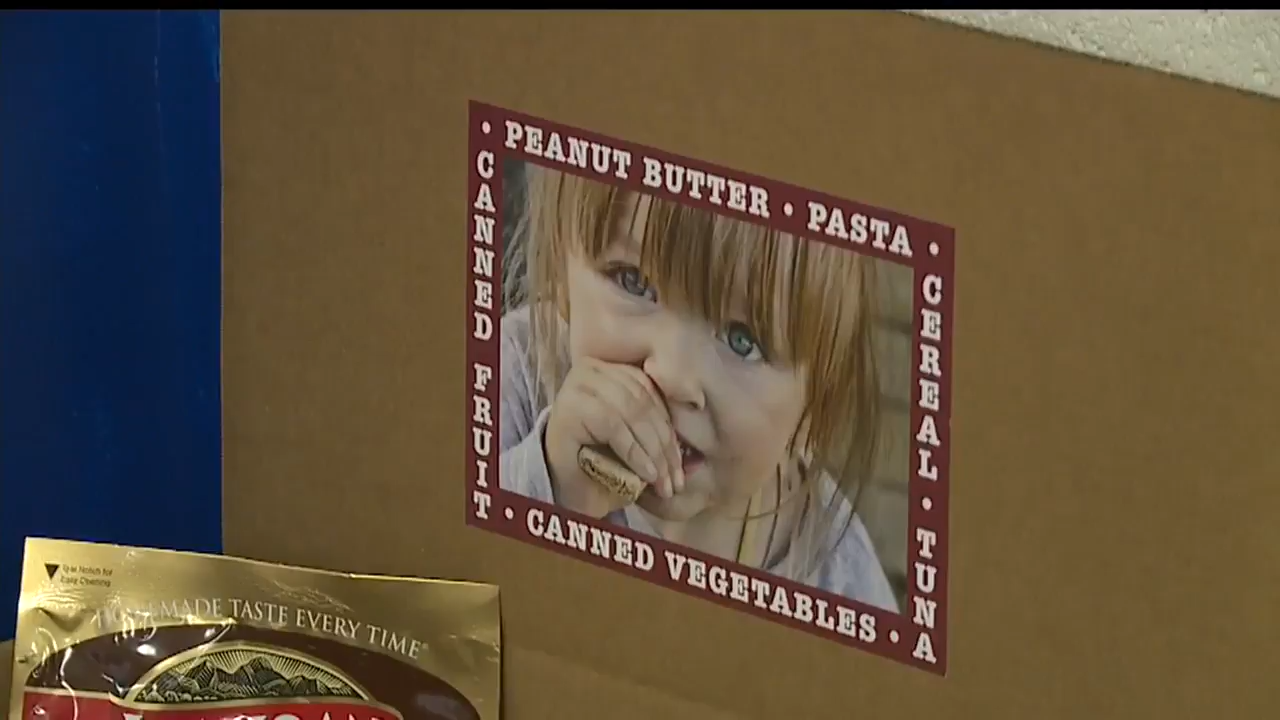 • PEANUT BUTTER • PASTA •
CEREAL • TUNA
CANNED FRUIT
• CANNED VEGETABLES •
Tear Notch for
Easy Opening
HOMEMADE TASTE EVERY TIME